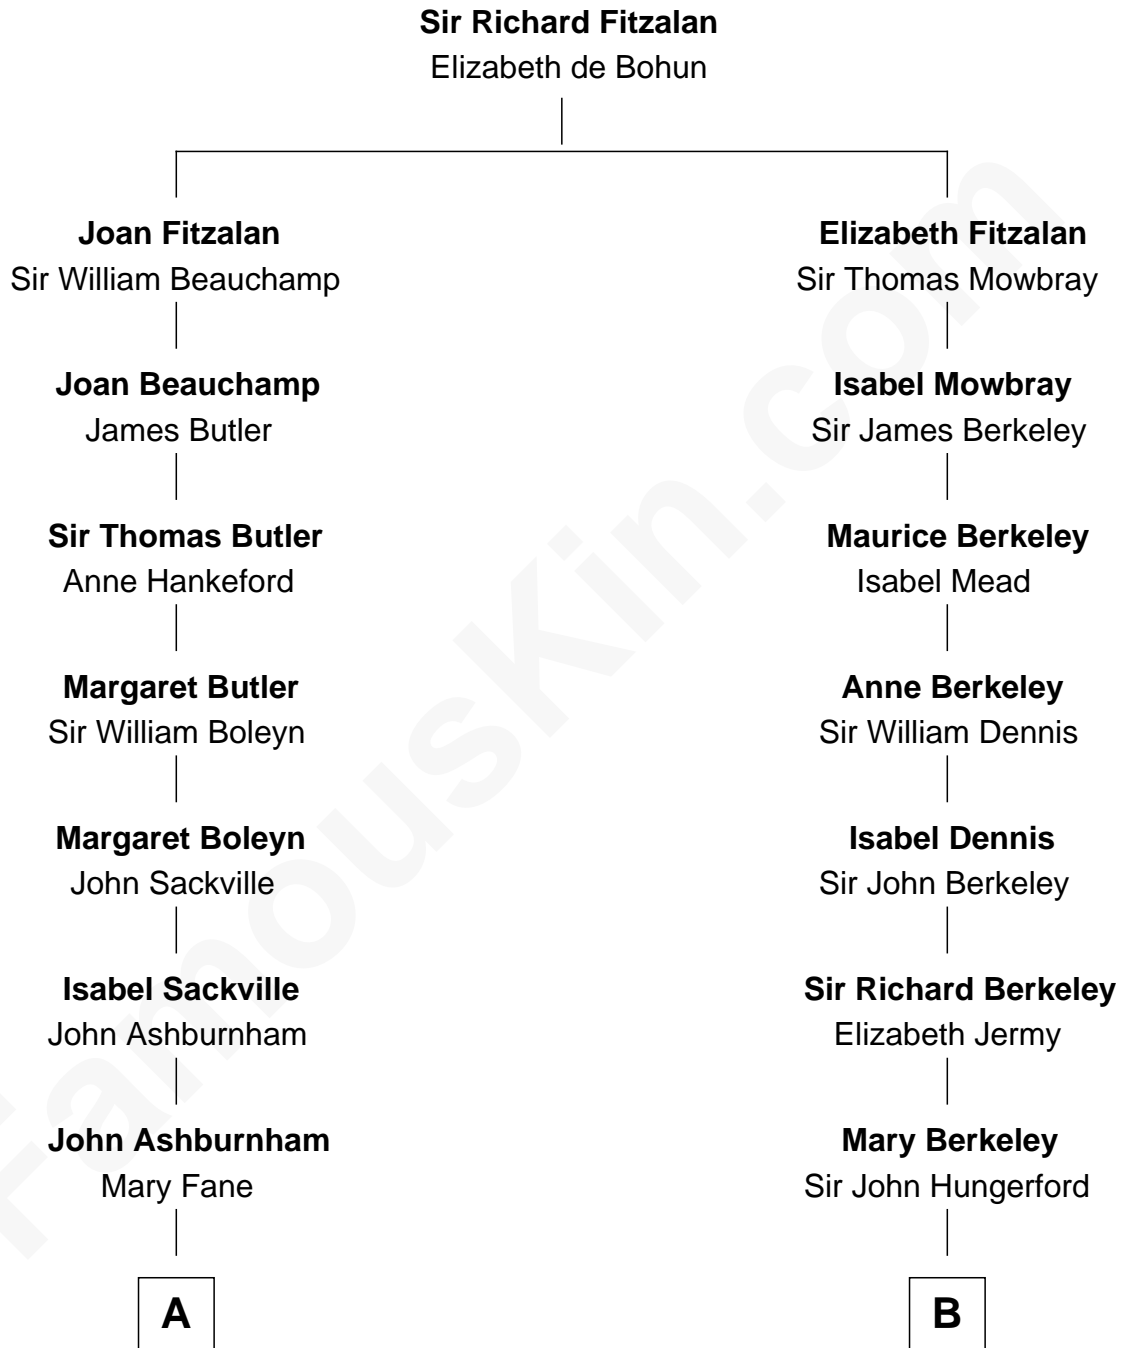 Sir Richard Fitzalan
Elizabeth de Bohun
Joan Fitzalan
Sir William Beauchamp
Elizabeth Fitzalan
Sir Thomas Mowbray
Joan Beauchamp
James Butler
Isabel Mowbray
Sir James Berkeley
Sir Thomas Butler
Anne Hankeford
Maurice Berkeley
Isabel Mead
Margaret Butler
Sir William Boleyn
Anne Berkeley
Sir William Dennis
Margaret Boleyn
John Sackville
Isabel Dennis
Sir John Berkeley
Isabel Sackville
John Ashburnham
Sir Richard Berkeley
Elizabeth Jermy
John Ashburnham
Mary Fane
Mary Berkeley
Sir John Hungerford
A
B
FamousKin.com